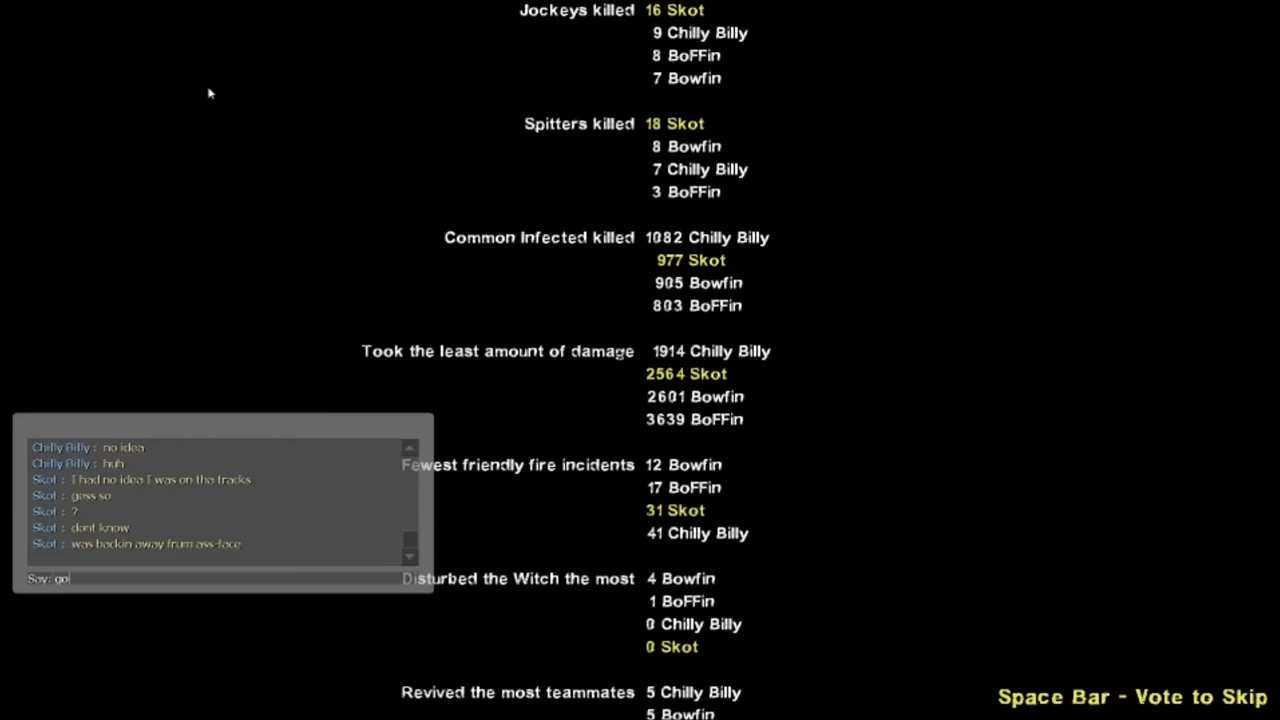 Jockeys killed 16 Skot
9 Chilly Billy
8 BoFFin
7 Bowfin
Spitters killed 18 Skot
8 Bowfin
7 Chilly Billy
3 BoFFin
Common Infected killed 1082 Chilly Billy
977 Skot
905 Bowfin
803 BoFFin
Took the least amount of damage 1914 Chilly Billy
2564 Skot
2601 Bowfin
3639 BoFFin
Fewest friendly fire incidents 12 Bowfin
17 BoFFin
31 Skot
41 Chilly Billy
Disturbed the Witch the most 4 Bowfin
1 BoFFin
0 Chilly Billy
0 Skot
Revived the most teammates 5 Chilly Billy
5 Bowfin
Chilly Billy : no idea
Chilly Billy : huh
Skot : I had no idea I was on tha tracks
Skot : gess so
Skot : ?
Skot : dont know
Skot : was backin away frum ass-face
Say: go
Space Bar - Vote to Skip